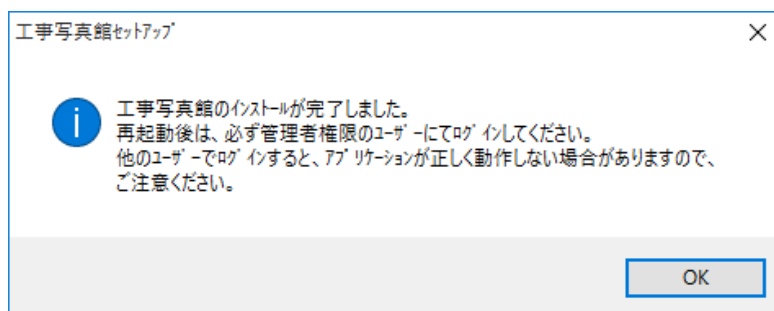 工事写真館ｾｯﾄｱｯﾌﾟ
工事写真館のｲﾝｽﾄｰﾙが完了しました。
再起動後は、必ず管理者権限のﾕｰｻﾞｰにてﾛｸﾞｲﾝしてください。
他のﾕｰｻﾞｰでﾛｸﾞｲﾝすると、ｱﾌﾟﾘｹｰｼｮﾝが正しく動作しない場合がありますので、
ご注意ください。
OK